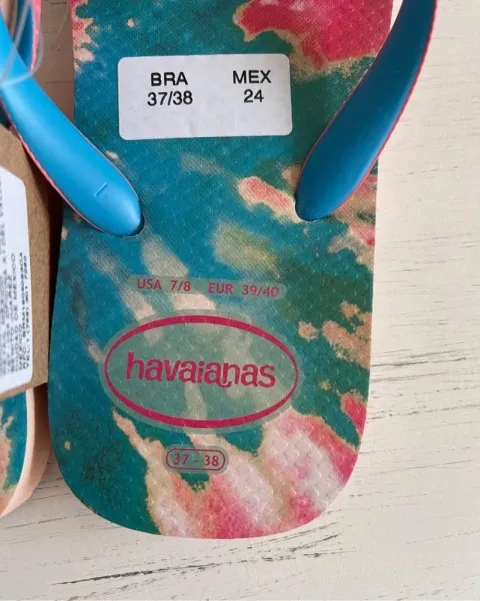 BRA MEX
37/38 24
USA 7/8 EUR 39/40
havaianas
37 - 38